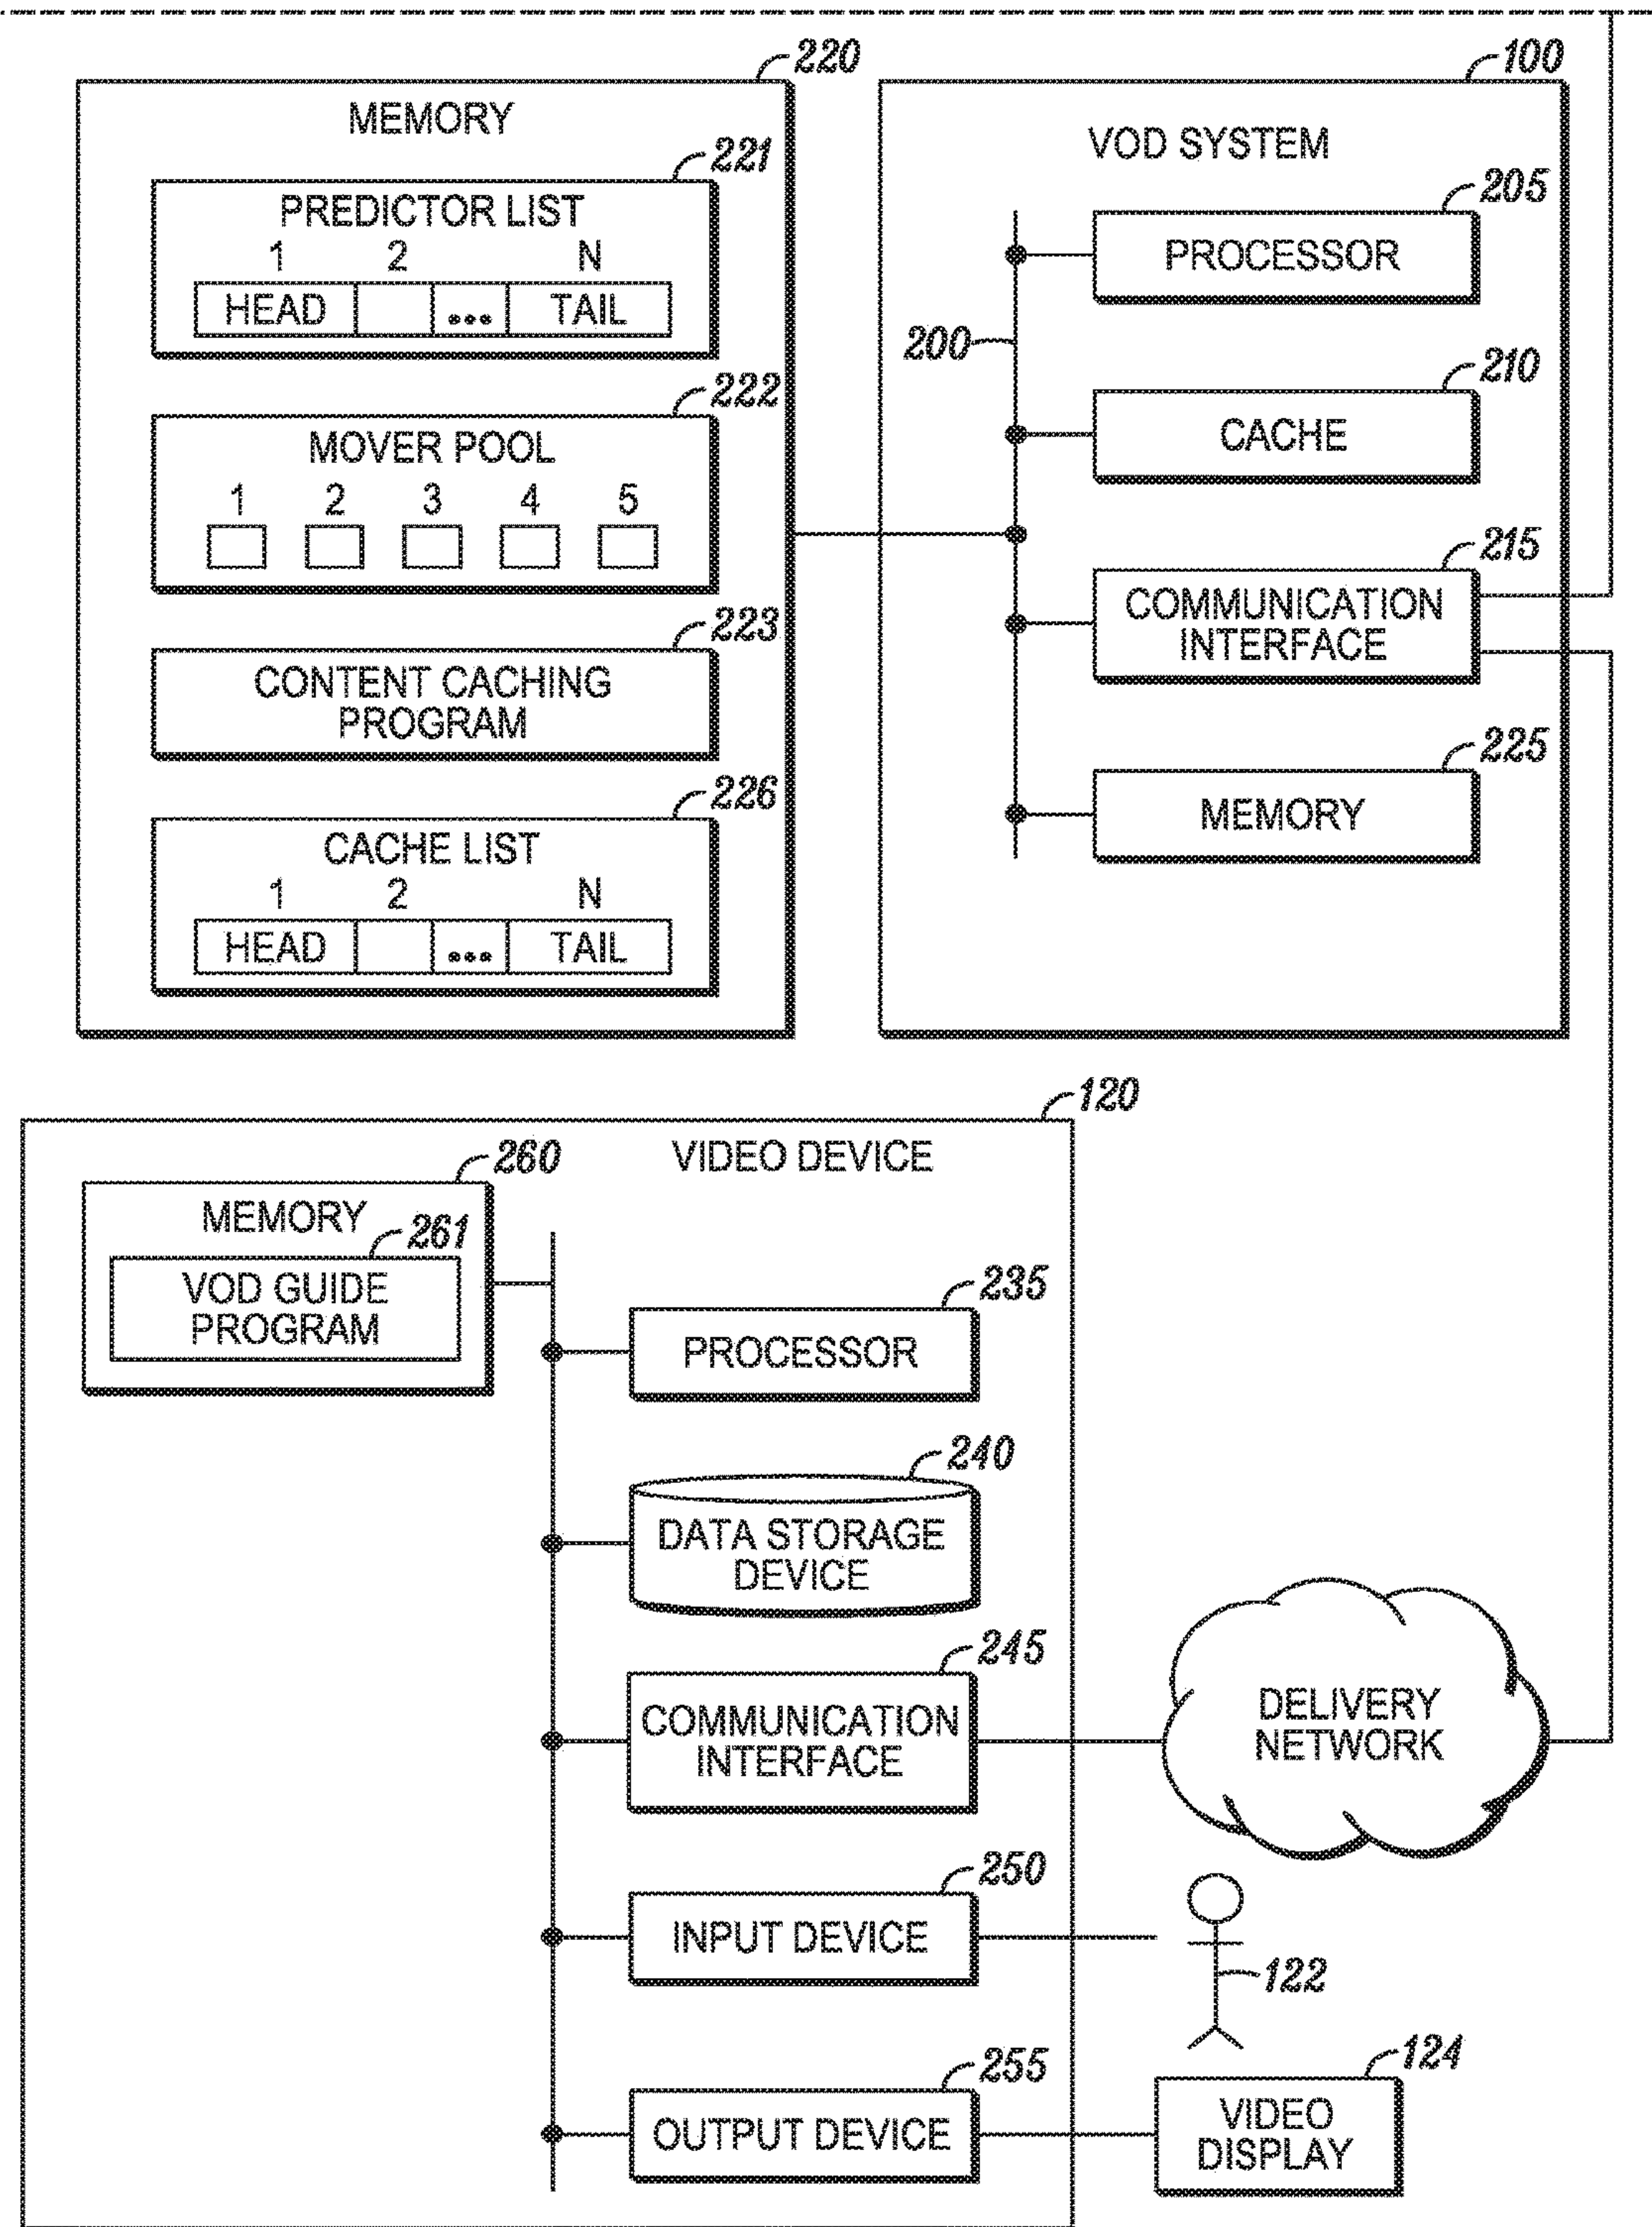 220
MEMORY
221
PREDICTOR LIST
1 2 N
HEAD ... TAIL
222
MOVER POOL
1 2 3 4 5
223
CONTENT CACHING
PROGRAM
226
CACHE LIST
1 2 N
HEAD ... TAIL
100
VOD SYSTEM
205
PROCESSOR
200
210
CACHE
215
COMMUNICATION
INTERFACE
225
MEMORY
120
VIDEO DEVICE
260
MEMORY
261
VOD GUIDE
PROGRAM
235
PROCESSOR
240
DATA STORAGE
DEVICE
245
COMMUNICATION
INTERFACE
DELIVERY
NETWORK
250
INPUT DEVICE
122
255
OUTPUT DEVICE
124
VIDEO
DISPLAY